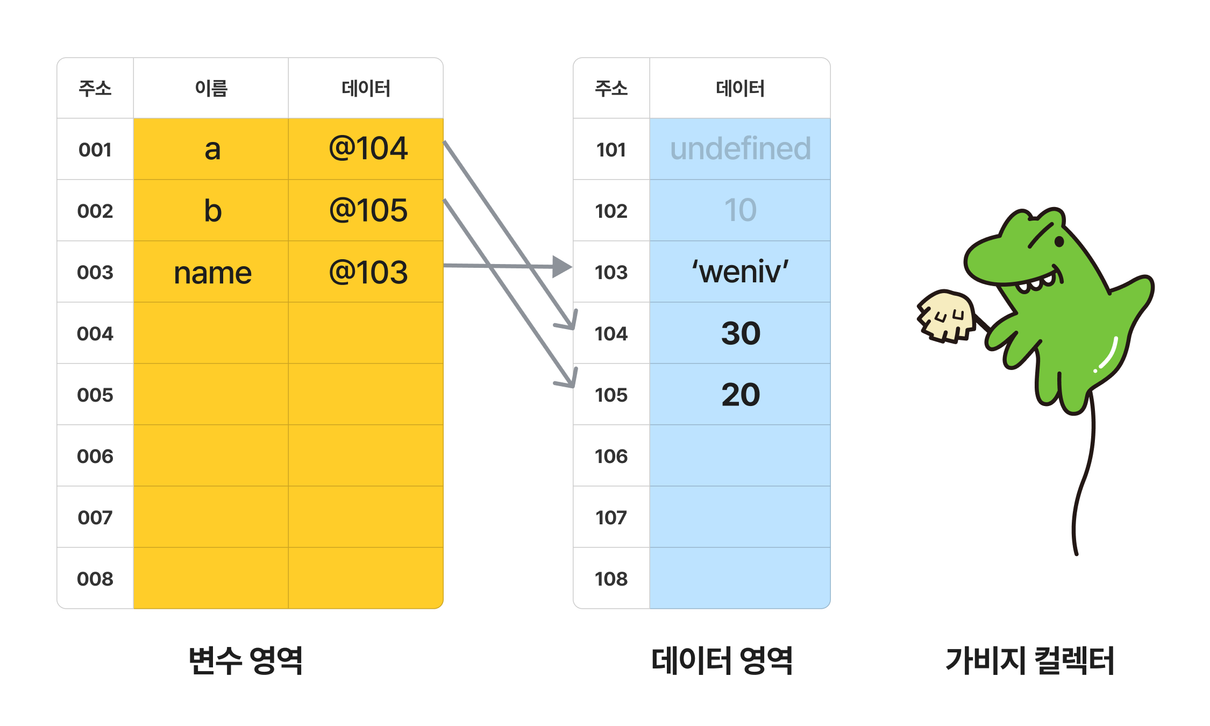 주소 이름 데이터
001 a @104
002 b @105
003 name @103
004
005
006
007
008
변수 영역
주소 데이터
101 undefined
102 10
103 ‘weniv’
104 30
105 20
106
107
108
데이터 영역
가비지 컬렉터